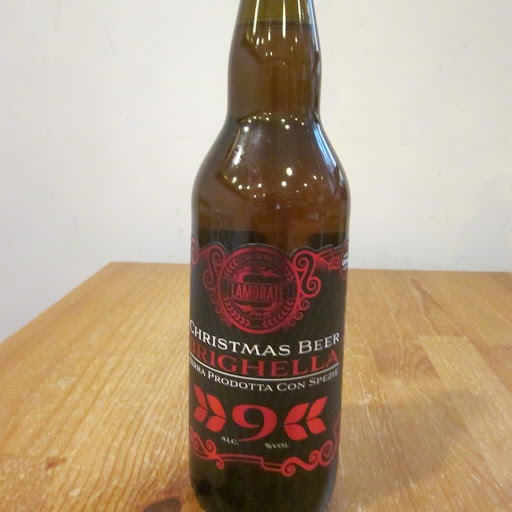 LAMBRATE
CHRISTMAS BEER
BRIGHELLA
BIRRA PRODOTTA CON SPEZIE
9
ALC. %VOL